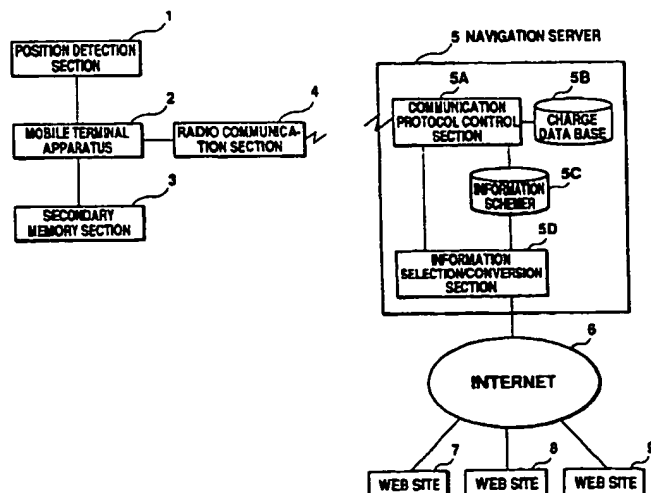 1
POSITION DETECTION
SECTION
2
MOBILE TERMINAL
APPARATUS
4
RADIO COMMUNICA-
TION SECTION
3
SECONDARY
MEMORY SECTION
5 NAVIGATION SERVER
5A
COMMUNICATION
PROTOCOL CONTROL
SECTION
5B
CHARGE
DATA BASE
INFORMATION
SCHEMER
5C
5D
INFORMATION
SELECTION/CONVERSION
SECTION
6
INTERNET
7
WEB SITE
8
WEB SITE
9
WEB SITE